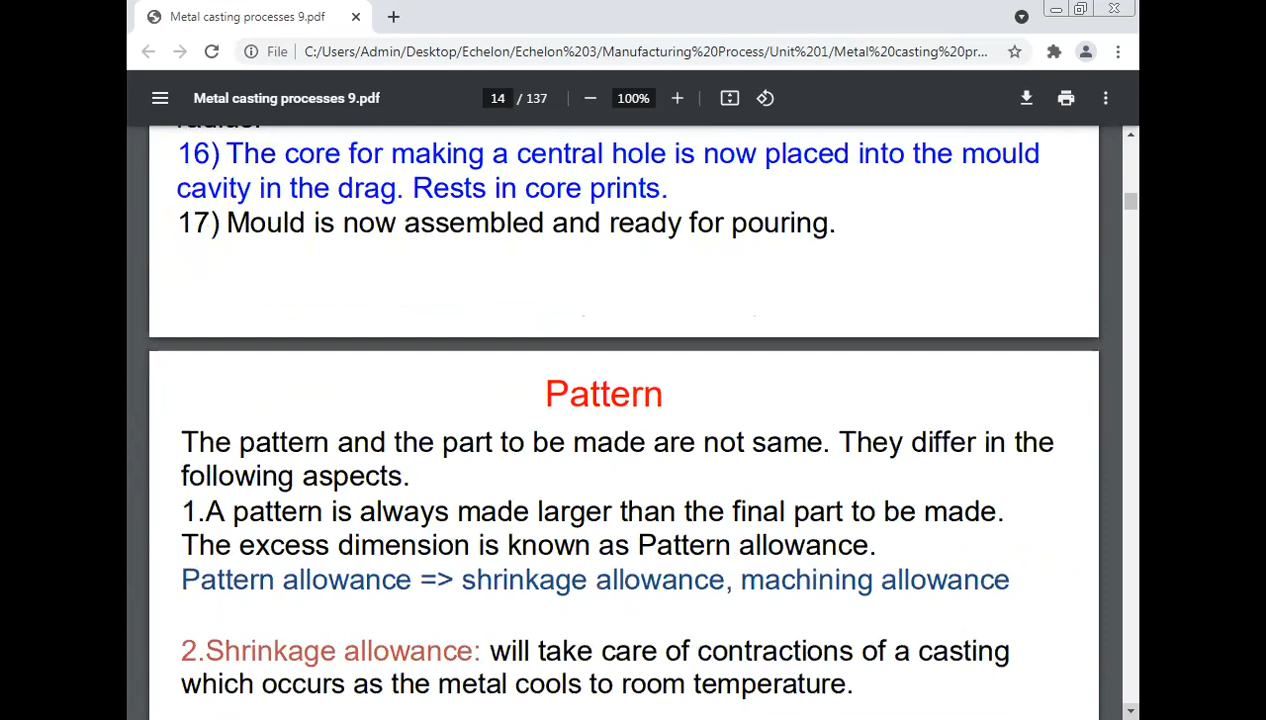 Metal casting processes 9.pdf
File C:/Users/Admin/Desktop/Echelon/Echelon%203/Manufacturing%20Process/Unit%201/Metal%20casting%20pr...
Metal casting processes 9.pdf 14 / 137 100%
radius.
16) The core for making a central hole is now placed into the mould
cavity in the drag. Rests in core prints.
17) Mould is now assembled and ready for pouring.
Pattern
The pattern and the part to be made are not same. They differ in the
following aspects.
1.A pattern is always made larger than the final part to be made.
The excess dimension is known as Pattern allowance.
Pattern allowance => shrinkage allowance, machining allowance
2.Shrinkage allowance: will take care of contractions of a casting
which occurs as the metal cools to room temperature.